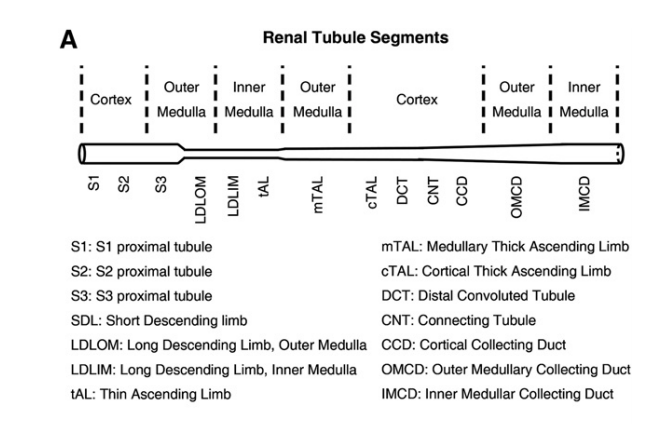 A
Renal Tubule Segments
Cortex
Outer
Medulla
Inner
Medulla
Outer
Medulla
Cortex
Outer
Medulla
Inner
Medulla
S1
S2
S3
LDLOM
LDLIM
tAL
mTAL
cTAL
DCT
CNT
CCD
OMCD
IMCD
S1: S1 proximal tubule
S2: S2 proximal tubule
S3: S3 proximal tubule
SDL: Short Descending limb
LDLOM: Long Descending Limb, Outer Medulla
LDLIM: Long Descending Limb, Inner Medulla
tAL: Thin Ascending Limb
mTAL: Medullary Thick Ascending Limb
cTAL: Cortical Thick Ascending Limb
DCT: Distal Convoluted Tubule
CNT: Connecting Tubule
CCD: Cortical Collecting Duct
OMCD: Outer Medullary Collecting Duct
IMCD: Inner Medullar Collecting Duct